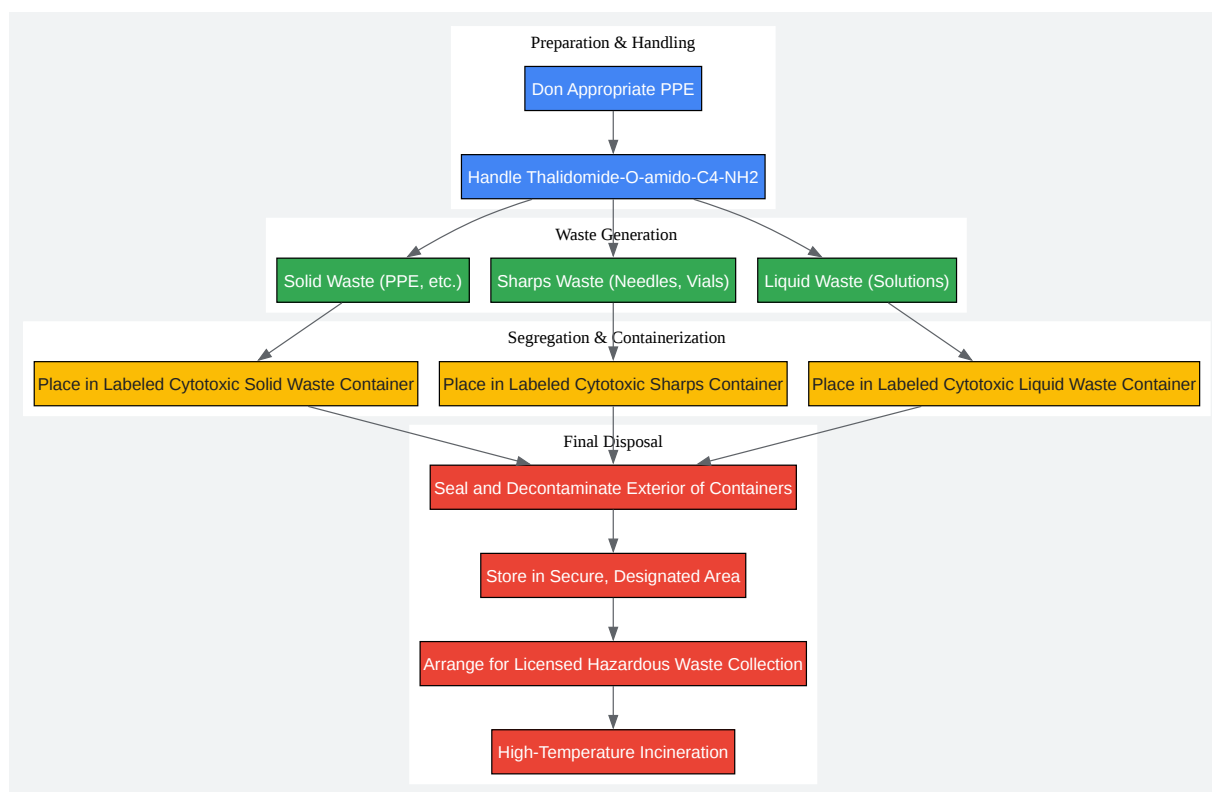 Preparation & Handling
Don Appropriate PPE
Handle Thalidomide-O-amido-C4-NH2
Waste Generation
Solid Waste (PPE, etc.)
Sharps Waste (Needles, Vials)
Liquid Waste (Solutions)
Segregation & Containerization
Place in Labeled Cytotoxic Solid Waste Container
Place in Labeled Cytotoxic Sharps Container
Place in Labeled Cytotoxic Liquid Waste Container
Final Disposal
Seal and Decontaminate Exterior of Containers
Store in Secure, Designated Area
Arrange for Licensed Hazardous Waste Collection
High-Temperature Incineration